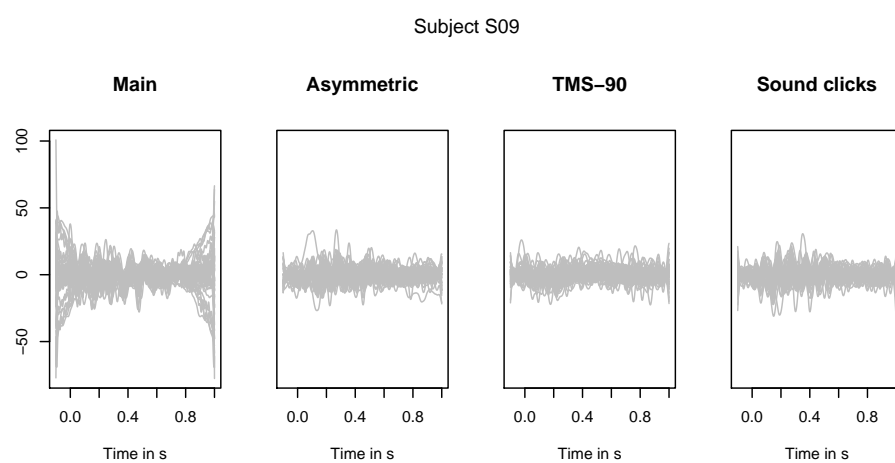 Subject S09
Main Asymmetric TMS−90 Sound clicks
100
50
0
−50
0.0 0.4 0.8 0.0 0.4 0.8 0.0 0.4 0.8 0.0 0.4 0.8
Time in s Time in s Time in s Time in s